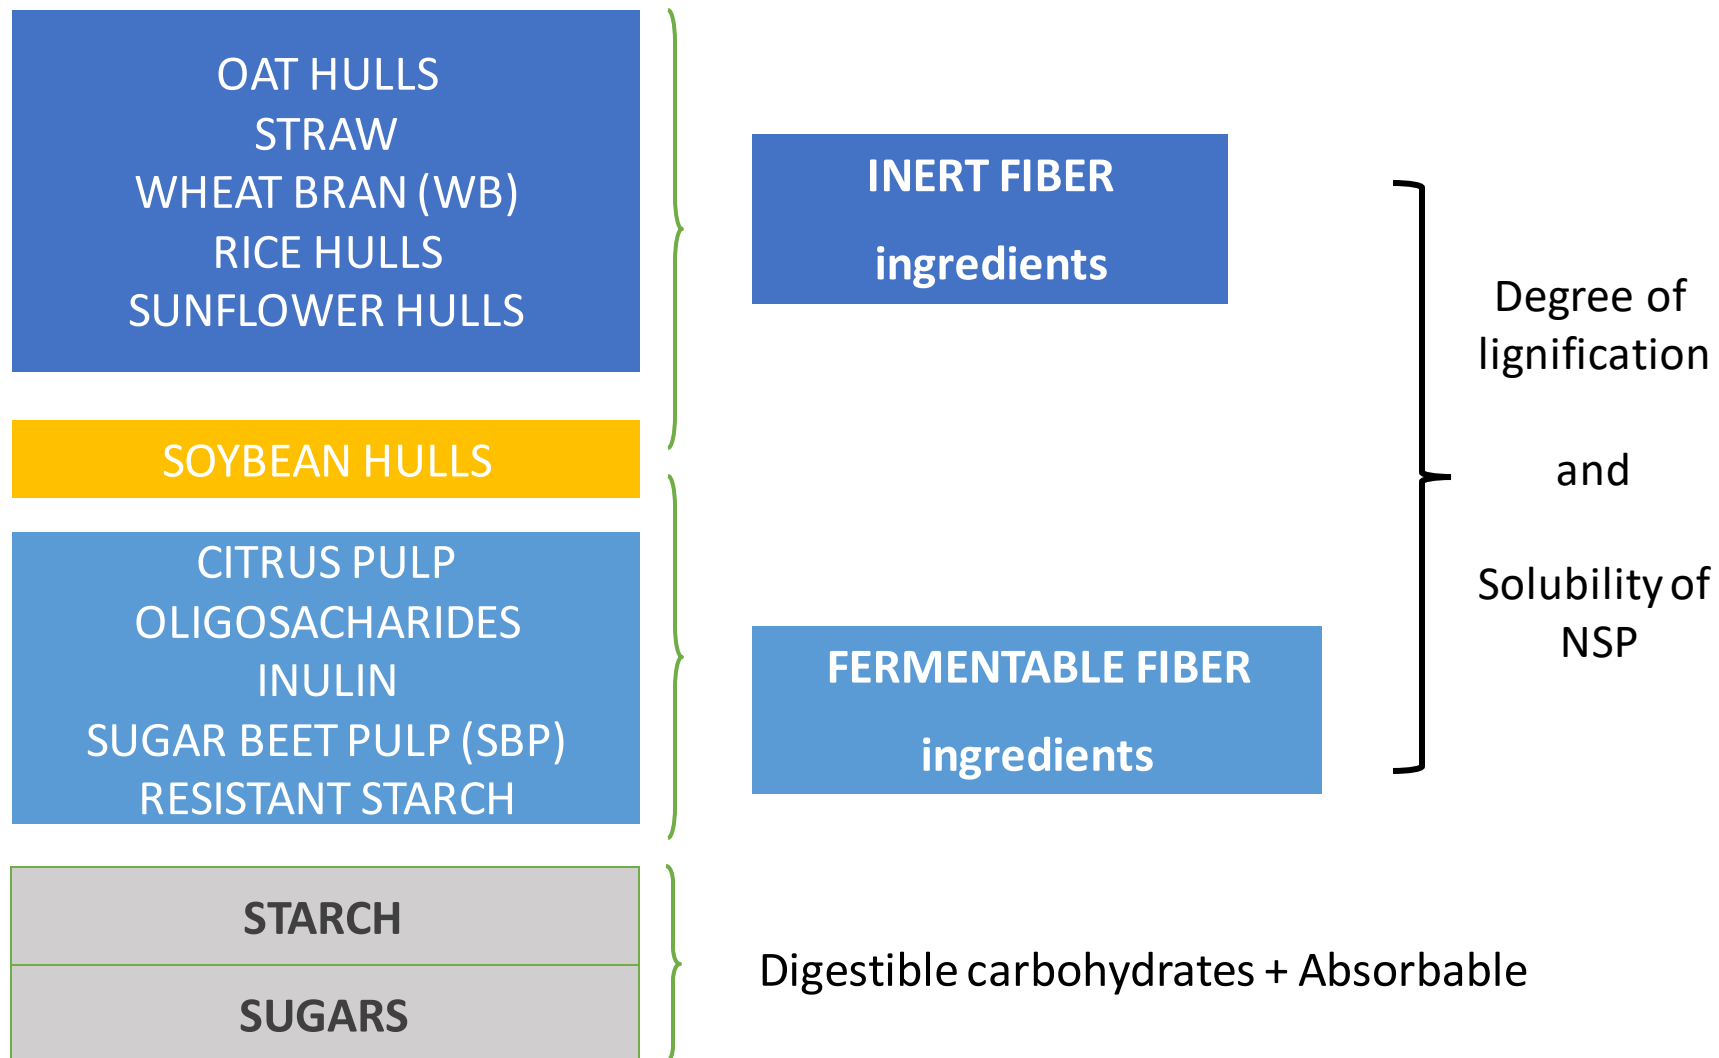 OAT HULLS
STRAW
WHEAT BRAN (WB)
RICE HULLS
SUNFLOWER HULLS
SOYBEAN HULLS
CITRUS PULP
OLIGOSACHARIDES
INULIN
SUGAR BEET PULP (SBP)
RESISTANT STARCH
STARCH
SUGARS
INERT FIBER
ingredients
FERMENTABLE FIBER
ingredients
Digestible carbohydrates + Absorbable
Degree of
lignification
and
Solubility of
NSP